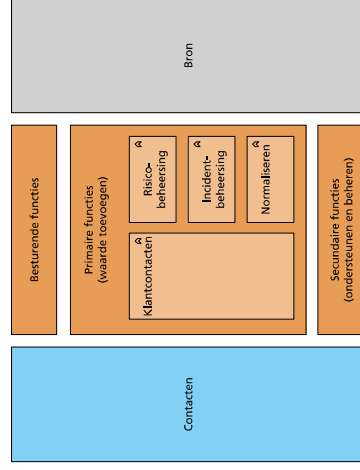 Bron
Besturende functies
Primaire functies
(waarde toevoegen)
Klantcontacten
Risico-
beheersing
Incident-
beheersing
Normaliseren
Secundaire functies
(ondersteunen en beheren)
Contacten